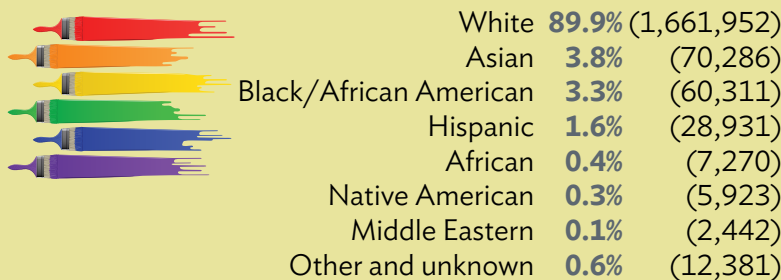 White 89.9% (1,661,952)
Asian 3.8% (70,286)
Black/African American 3.3% (60,311)
Hispanic 1.6% (28,931)
African 0.4% (7,270)
Native American 0.3% (5,923)
Middle Eastern 0.1% (2,442)
Other and unknown 0.6% (12,381)